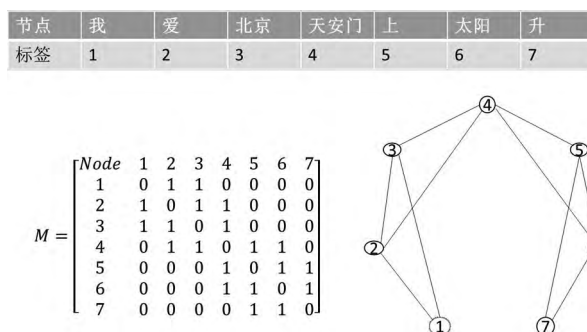 节点 我 爱 北京 天安门 上 太阳 升
标签 1 2 3 4 5 6 7
4
3 5
Node 1 2 3 4 5 6 7
1 0 1 1 0 0 0 0
2 1 0 1 1 0 0 0
3 1 1 0 1 0 0 0
M = 4 0 1 1 0 1 1 0
5 0 0 0 1 0 1 1
6 0 0 0 1 1 0 1
7 0 0 0 0 1 1 0
2
1 7